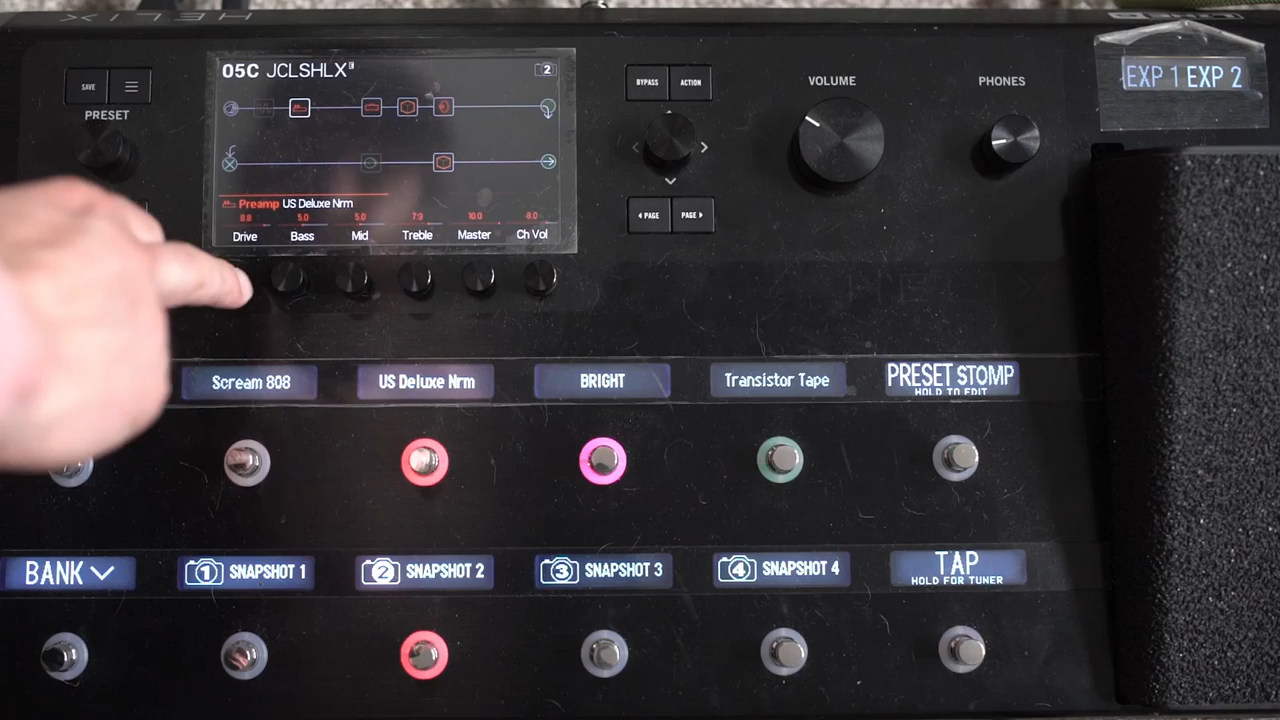 HELIX
SAVE
PRESET
05C JCLSHLX
2
Preamp US Deluxe Nrm
8.8 5.0 5.0 7.9 10.0 8.0
Drive Bass Mid Treble Master Ch Vol
BYPASS ACTION
PAGE PAGE
VOLUME
PHONES
EXP 1 EXP 2
Scream 808
US Deluxe Nrm
BRIGHT
Transistor Tape
PRESET STOMP
HOLD TO EDIT
BANK
1 SNAPSHOT 1
2 SNAPSHOT 2
3 SNAPSHOT 3
4 SNAPSHOT 4
TAP
HOLD FOR TUNER